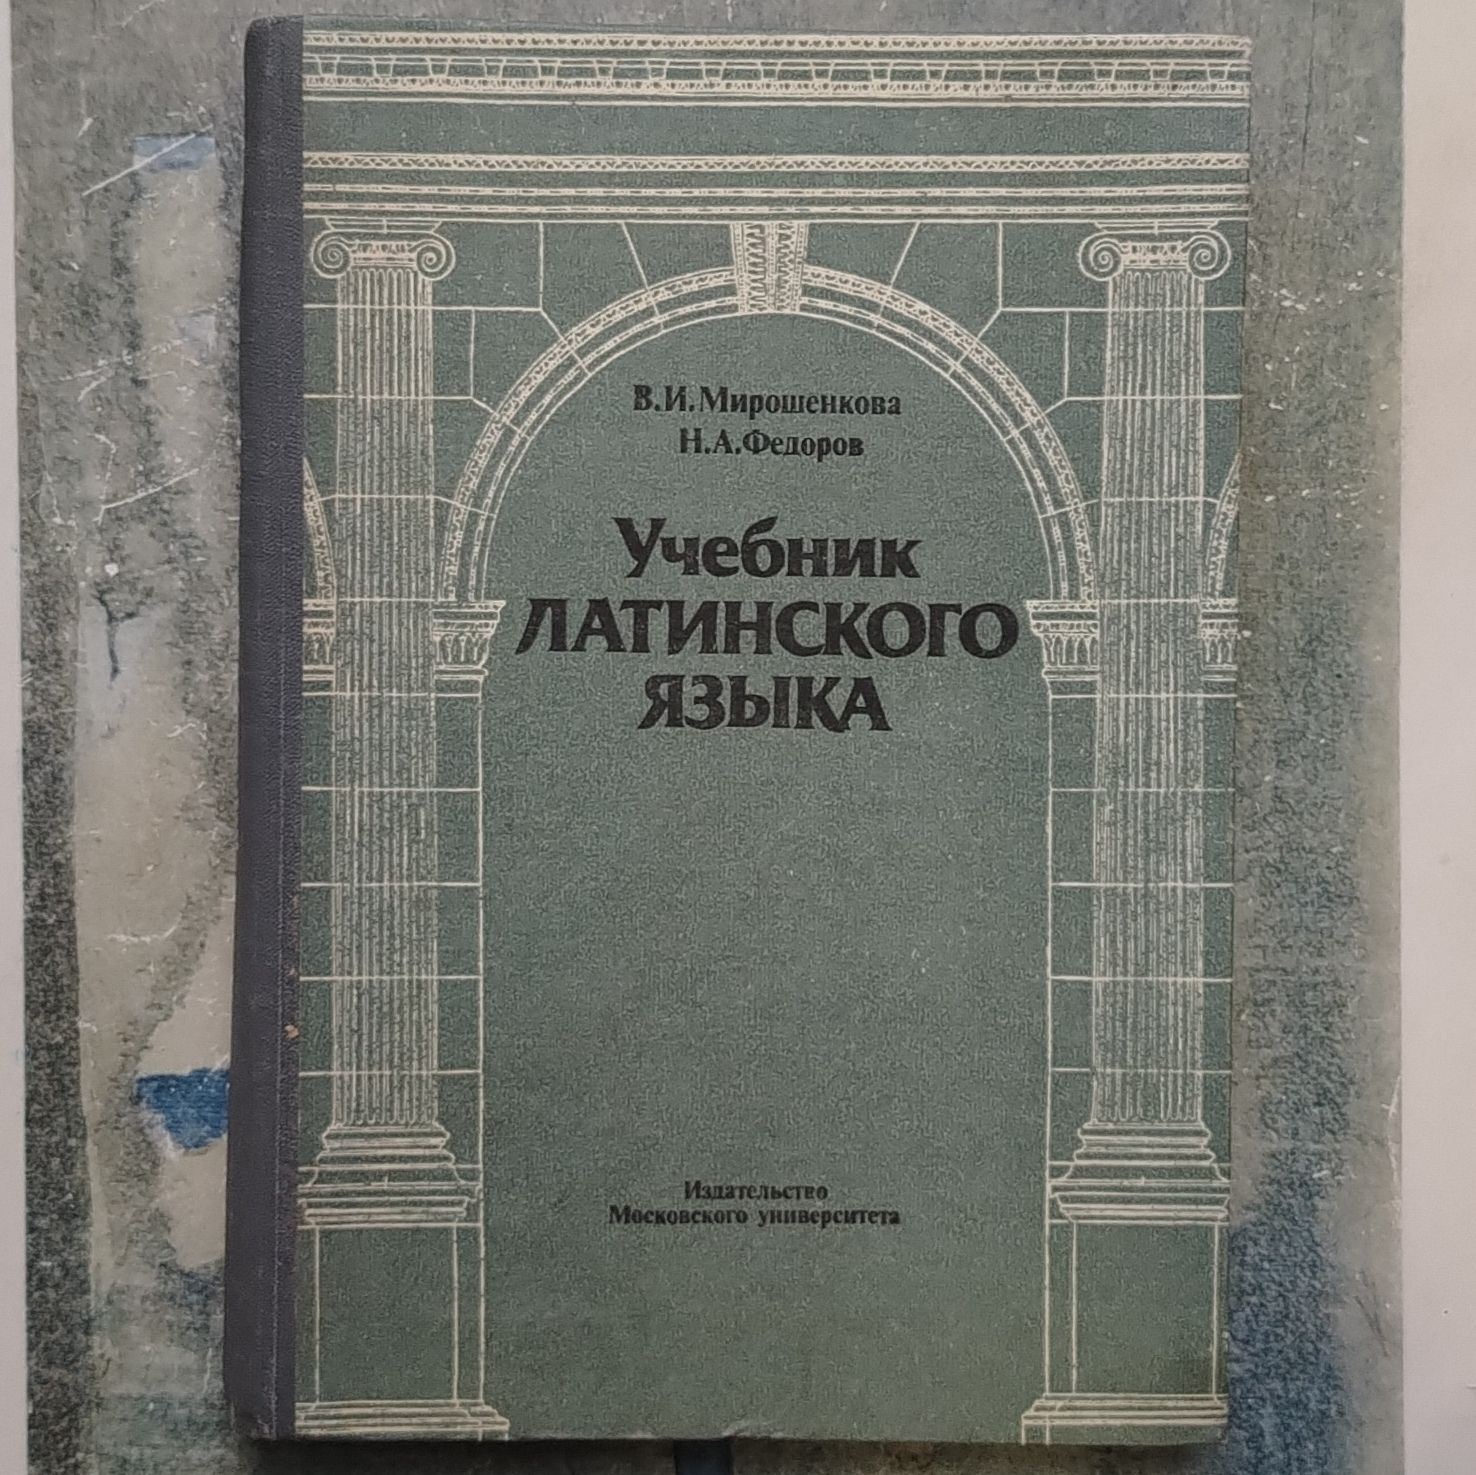 В.И.Мирошенкова
Н.А.Федоров
Учебник
ЛАТИНСКОГО
ЯЗЫКА
Издательство
Московского университета